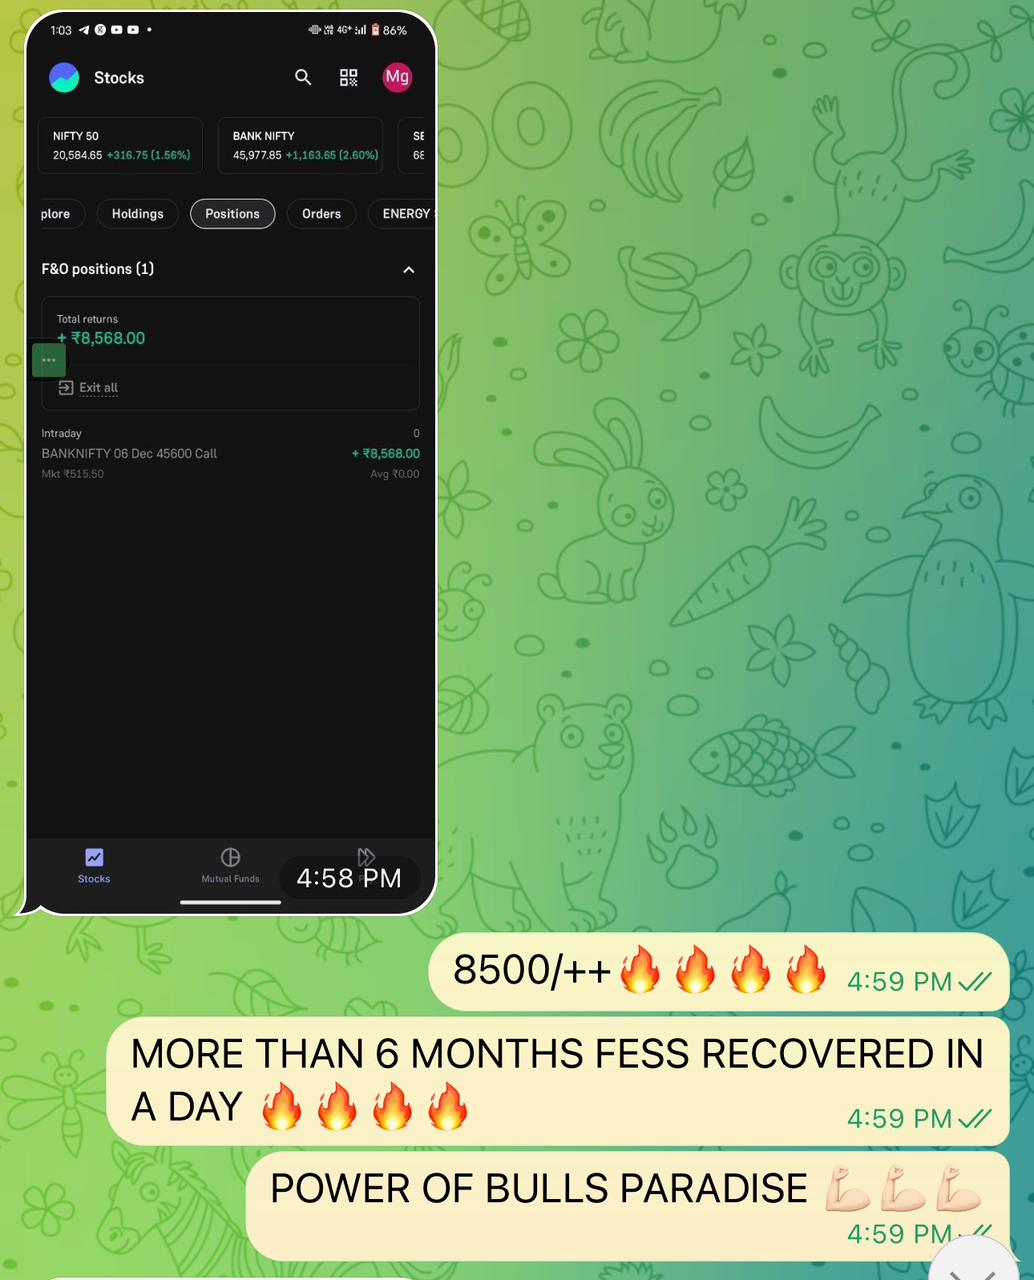 1:03 4G+ 86%
Stocks Mg
NIFTY 50 BANK NIFTY SE
20,584.65 +316.75 (1.56%) 45,977.85 +1,163.65 (2.60%) 68
plore Holdings Positions Orders ENERGY
F&O positions (1)
Total returns
+ ₹8,568.00
Exit all
Intraday 0
BANKNIFTY 06 Dec 45600 Call + ₹8,568.00
Mkt ₹515.50 Avg ₹0.00
Stocks Mutual Funds
4:58 PM
8500/++🔥🔥🔥🔥 4:59 PM
MORE THAN 6 MONTHS FESS RECOVERED IN
A DAY 🔥🔥🔥🔥 4:59 PM
POWER OF BULLS PARADISE 💪🏻💪🏻💪🏻
4:59 PM